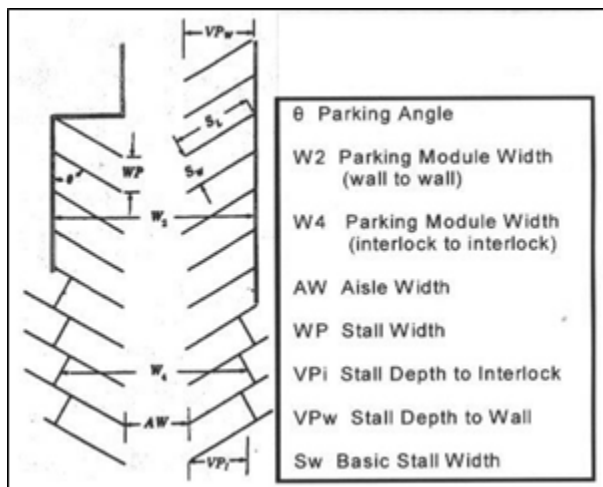 VPw
SL
θ
WP
Sw
W2
W4
AW
VPi
θ Parking Angle
W2 Parking Module Width
(wall to wall)
W4 Parking Module Width
(interlock to interlock)
AW Aisle Width
WP Stall Width
VPi Stall Depth to Interlock
VPw Stall Depth to Wall
Sw Basic Stall Width